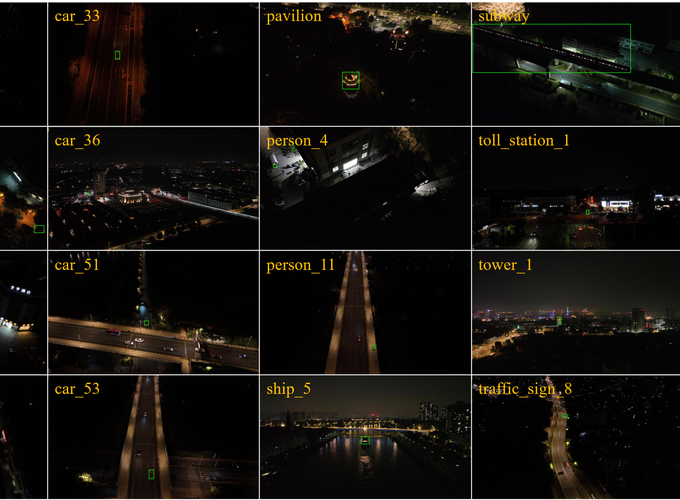 car_33
pavilion
subway
car_36
person_4
toll_station_1
car_51
person_11
tower_1
car_53
ship_5
traffic_sign_8